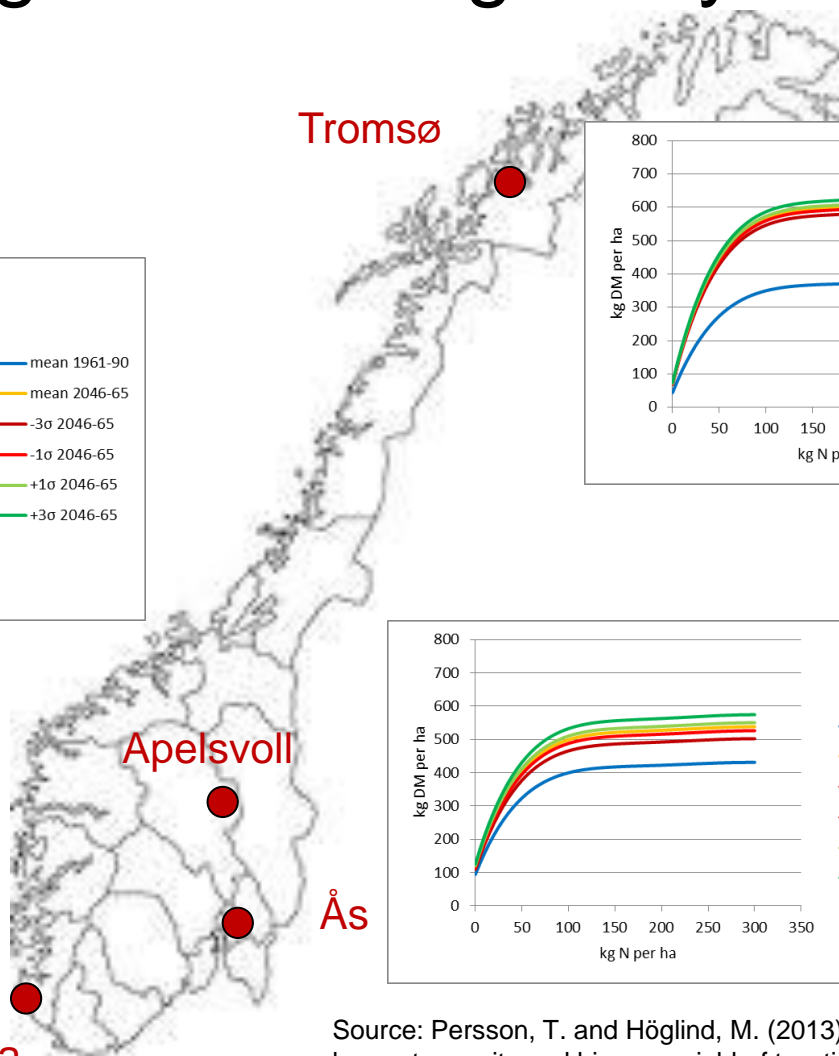 Tromsø
800
700
600
500
400
300
200
100
0
kg DM per ha
0 50 100 150
kg N p
mean 1961-90
mean 2046-65
-3σ 2046-65
-1σ 2046-65
+1σ 2046-65
+3σ 2046-65
800
700
600
500
400
300
200
100
0
kg DM per ha
0 50 100 150 200 250 300 350
kg N per ha
Apelsvoll
Ås
Source: Persson, T. and Höglind, M. (2013)